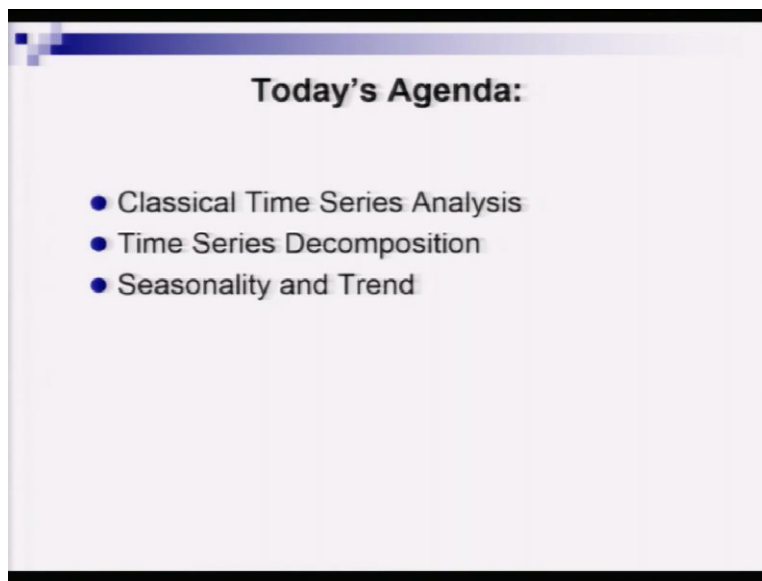 Today's Agenda:
Classical Time Series Analysis
Time Series Decomposition
Seasonality and Trend